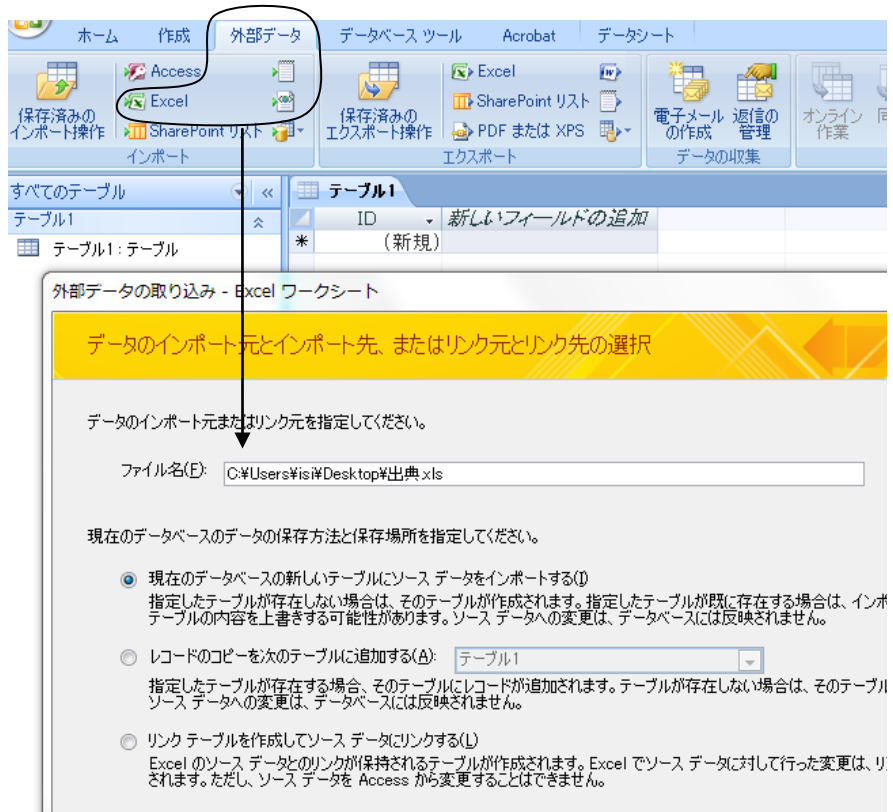 ホーム 作成 外部データ データベース ツール Acrobat データシート
保存済みの
インポート操作
Access
Excel
SharePoint リスト
インポート
保存済みの
エクスポート操作
Excel
SharePoint リスト
PDF または XPS
エクスポート
電子メール
の作成
返信の
管理
データの収集
オンライン
作業
同
すべてのテーブル
テーブル1
テーブル1 : テーブル
テーブル1
ID 新しいフィールドの追加
* (新規)
外部データの取り込み - Excel ワークシート
データのインポート元とインポート先、またはリンク元とリンク先の選択
データのインポート元またはリンク元を指定してください。
ファイル名(F): C:¥Users¥isi¥Desktop¥出典.xls
現在のデータベースのデータの保存方法と保存場所を指定してください。
現在のデータベースの新しいテーブルにソース データをインポートする(I)
指定したテーブルが存在しない場合は、そのテーブルが作成されます。指定したテーブルが既に存在する場合は、インポ
テーブルの内容を上書きする可能性があります。ソース データへの変更は、データベースには反映されません。
レコードのコピーを次のテーブルに追加する(A): テーブル1
指定したテーブルが存在する場合、そのテーブルにレコードが追加されます。テーブルが存在しない場合は、そのテーブル
ソース データへの変更は、データベースには反映されません。
リンク テーブルを作成してソース データにリンクする(L)
Excel のソース データとのリンクが保持されるテーブルが作成されます。Excel でソース データに対して行った変更は、リ
されます。ただし、ソース データを Access から変更することはできません。